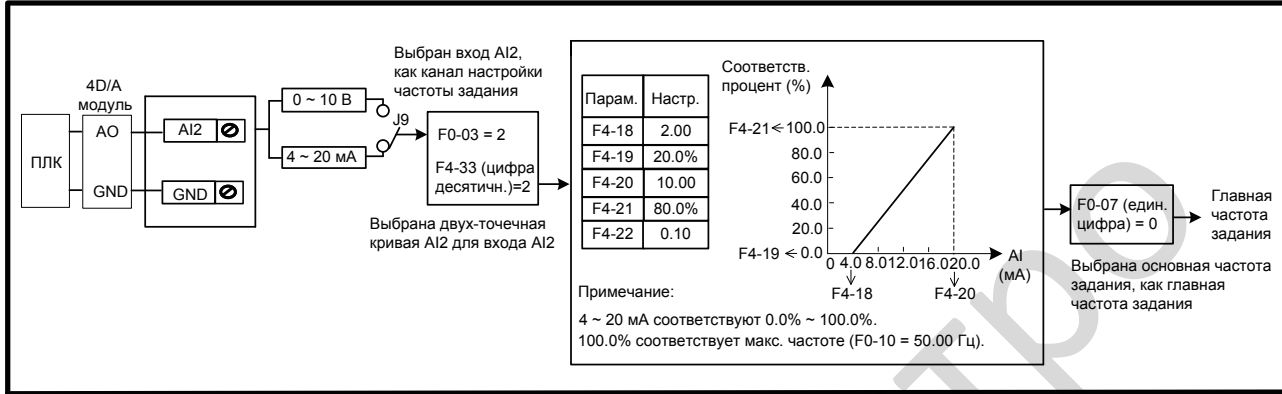 ПЛК
4D/A
модуль
AO
GND
AI2
GND
0 ~ 10 В
4 ~ 20 мА
J9
Выбран вход AI2,
как канал настройки
частоты задания
F0-03 = 2
F4-33 (цифра
десятичн.)=2
Выбрана двух-точечная
кривая AI2 для входа AI2
Парам. Настр.
F4-18 2.00
F4-19 20.0%
F4-20 10.00
F4-21 80.0%
F4-22 0.10
Соответств.
процент (%)
F4-21 100.0
80.0
60.0
40.0
20.0
F4-19 0.0
0 4.0 8.0 12.0 16.0 20.0 AI
(мА)
F4-18 F4-20
Примечание:
4 ~ 20 мА соответствуют 0.0% ~ 100.0%.
100.0% соответствует макс. частоте (F0-10 = 50.00 Гц).
F0-07 (един.
цифра) = 0
Главная
частота
задания
Выбрана основная частота
задания, как главная
частота задания